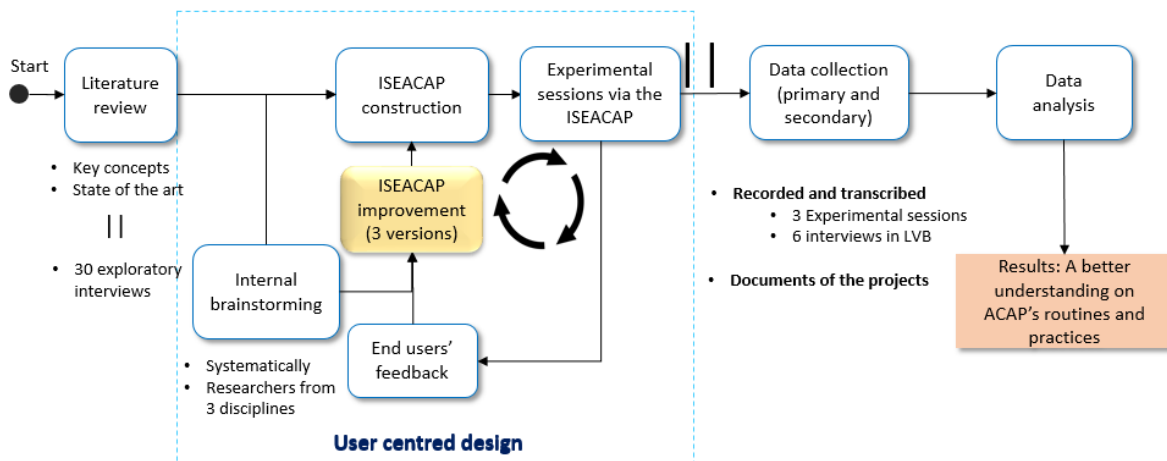 Start
Literature
review
ISEACAP
construction
Experimental
sessions via the
ISEACAP
Data collection
(primary and
secondary)
Data
analysis
• Key concepts
• State of the art
• 30 exploratory
interviews
ISEACAP
improvement
(3 versions)
Internal
brainstorming
• Systematically
• Researchers from
3 disciplines
End users'
feedback
User centred design
• Recorded and transcribed
• 3 Experimental sessions
• 6 interviews in LVB
• Documents of the projects
Results: A better
understanding on
ACAP's routines and
practices